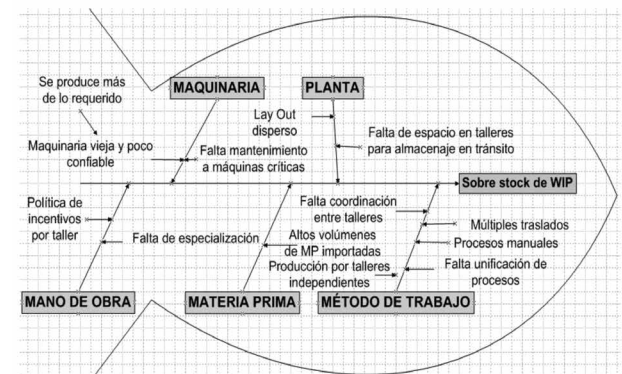 Se produce más
de lo requerido
MAQUINARIA
PLANTA
Lay Out
disperso
Maquinaria vieja y poco
confiable
Falta mantenimiento
a máquinas críticas
Falta de espacio en talleres
para almacenaje en tránsito
Sobre stock de WIP
Política de
incentivos
por taller
Falta de especialización
Altos volúmenes
de MP importadas
Falta coordinación
entre talleres
Múltiples traslados
Procesos manuales
Producción por talleres
independientes
Falta unificación de
procesos
MANO DE OBRA
MATERIA PRIMA
MÉTODO DE TRABAJO